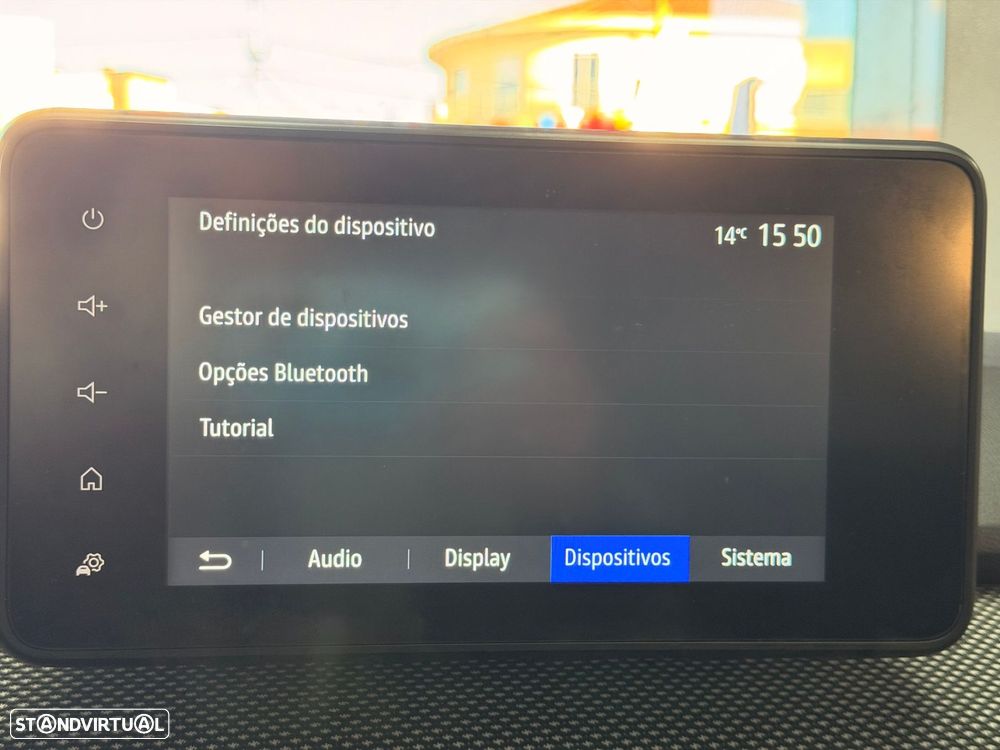 Definições do dispositivo
14°C 15 50
Gestor de dispositivos
Opções Bluetooth
Tutorial
Audio Display Dispositivos Sistema
STANDVIRTUAL